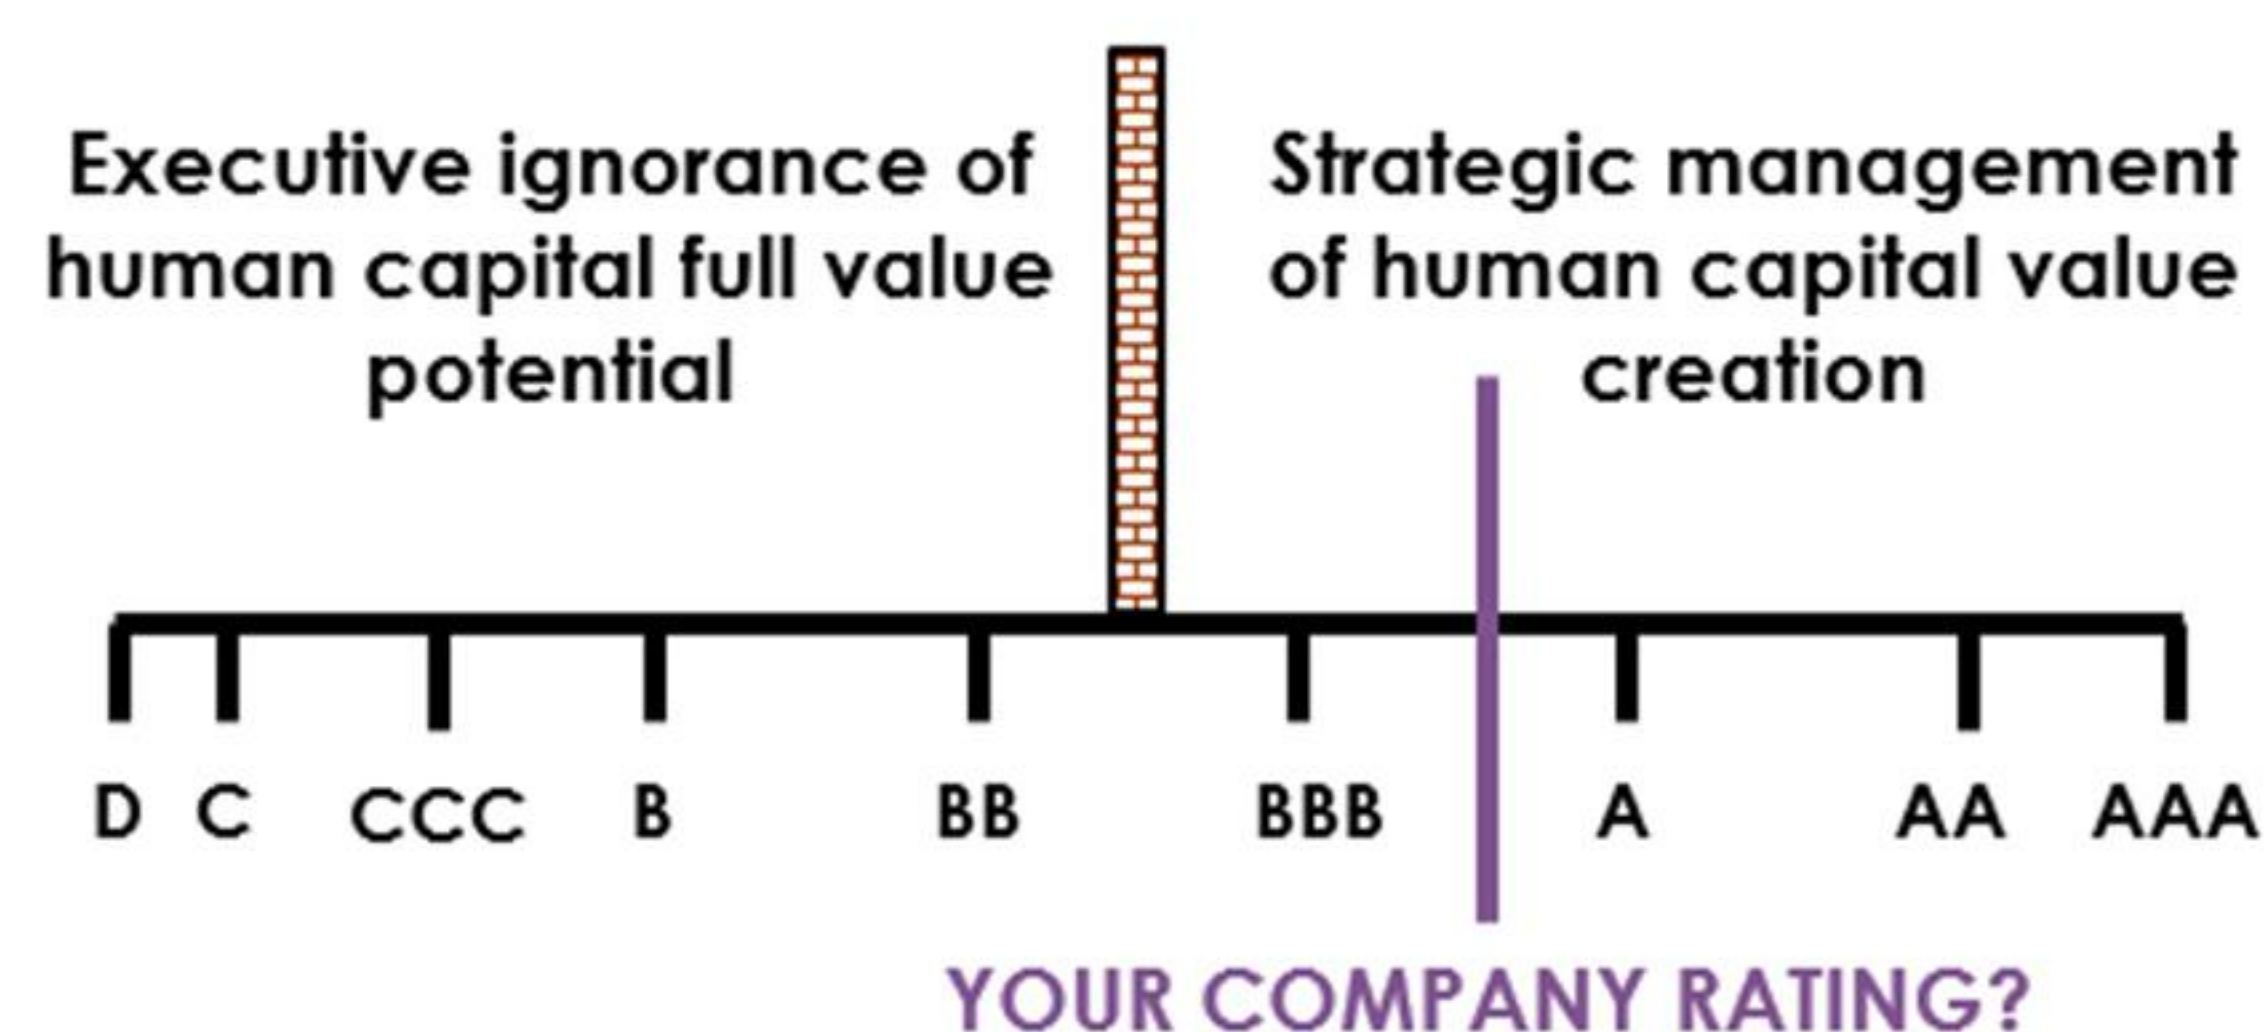 Executive ignorance of
human capital full value
potential
Strategic management
of human capital value
creation
D C CCC B BB BBB A AA AAA
YOUR COMPANY RATING?